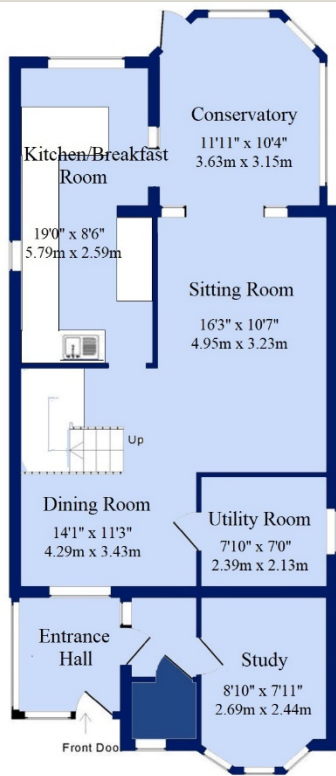 Conservatory
11'11" x 10'4"
3.63m x 3.15m
Kitchen/Breakfast
Room
19'0" x 8'6"
5.79m x 2.59m
Sitting Room
16'3" x 10'7"
4.95m x 3.23m
Up
Dining Room
14'1" x 11'3"
4.29m x 3.43m
Utility Room
7'10" x 7'0"
2.39m x 2.13m
Entrance
Hall
Study
8'10" x 7'11"
2.69m x 2.44m
Front Doo